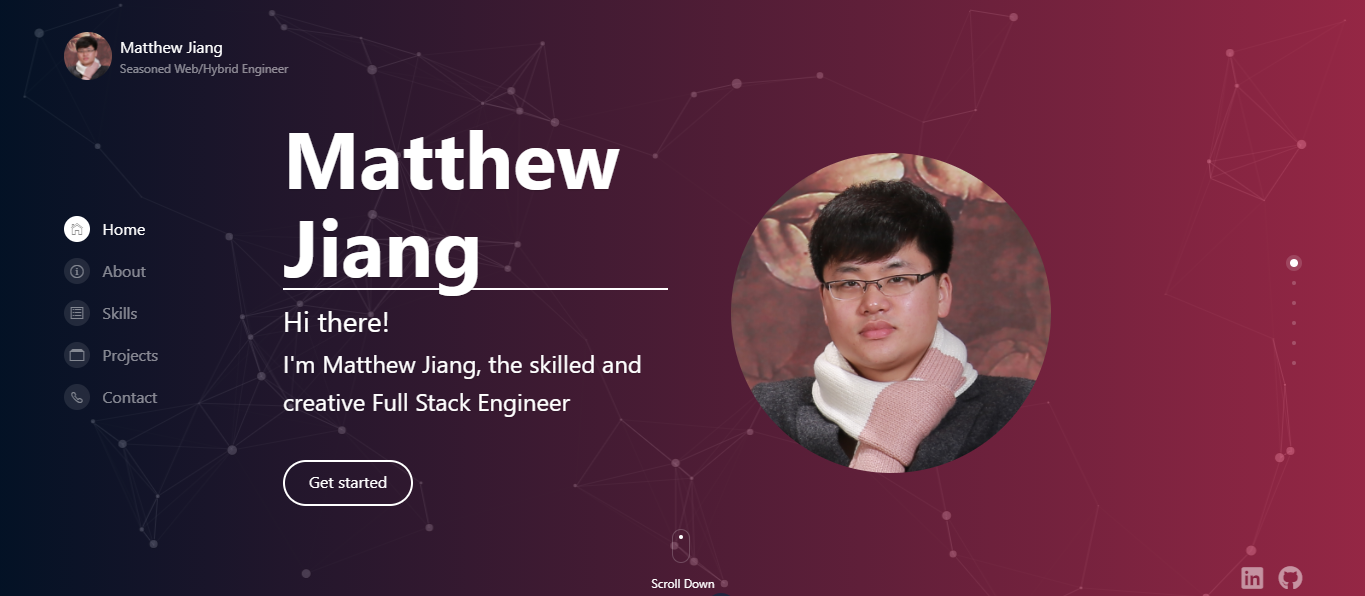 Matthew Jiang
Seasoned Web/Hybrid Engineer
Home
About
Skills
Projects
Contact
Matthew
Jiang
Hi there!
I'm Matthew Jiang, the skilled and
creative Full Stack Engineer
Get started
Scroll Down
in